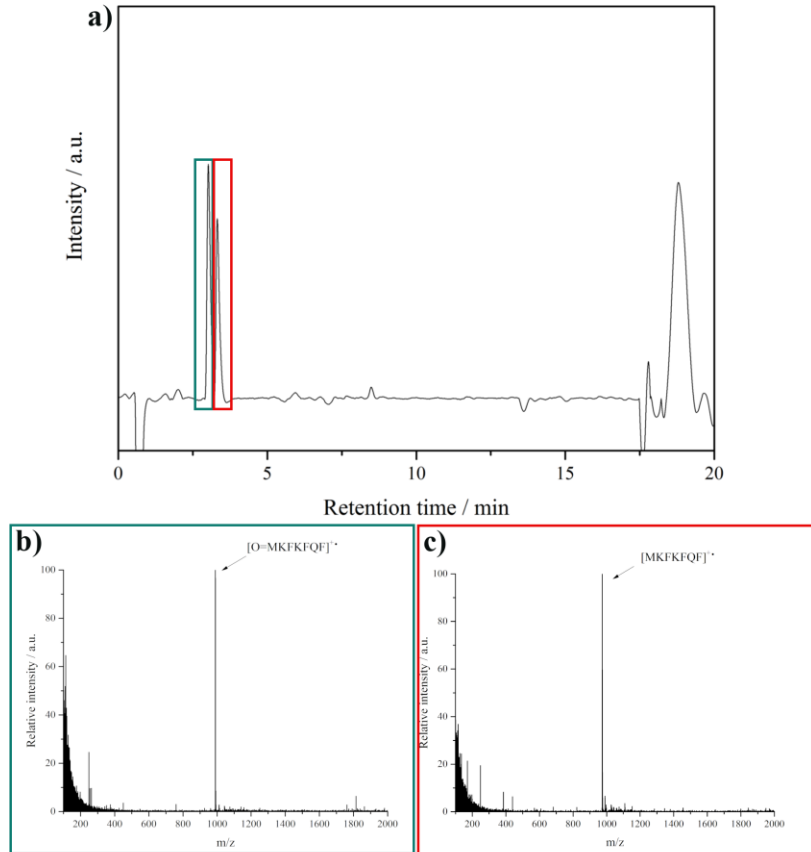 a)
Intensity / a.u.
0 5 10 15 20
Retention time / min
b)
[O=MKFKFQF]⁺•
100
80
60
40
20
0
Relative intensity / a.u.
200 400 600 800 1000 1200 1400 1600 1800 2000
m/z
c)
[MKFKFQF]⁺•
100
80
60
40
20
0
Relative intensity / a.u.
200 400 600 800 1000 1200 1400 1600 1800 2000
m/z